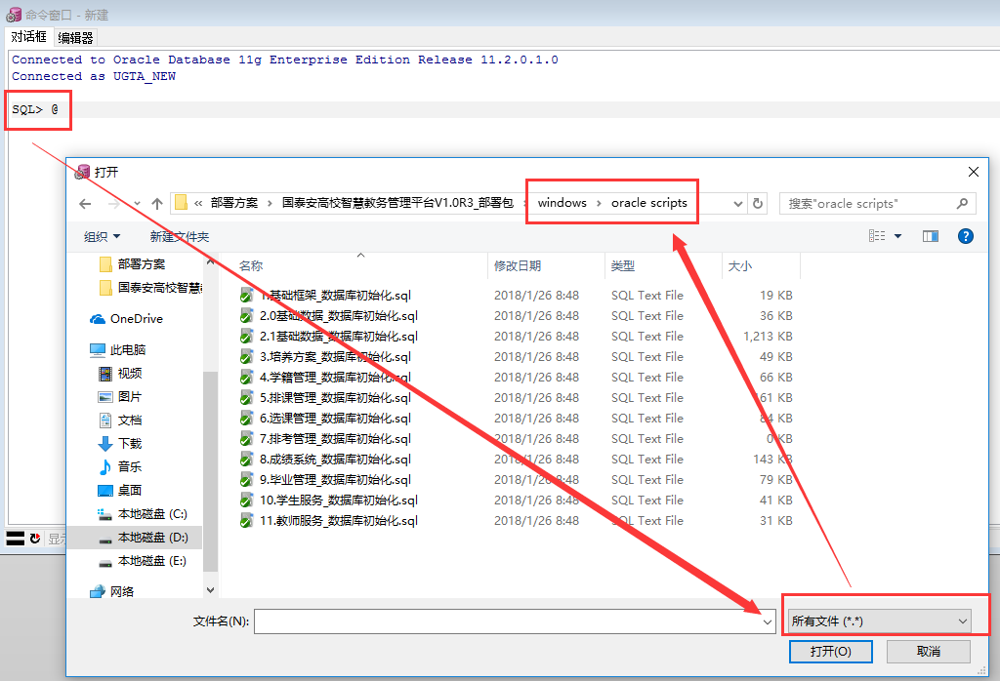 命令窗口 - 新建
对话框 编辑器
Connected to Oracle Database 11g Enterprise Edition Release 11.2.0.1.0
Connected as UGTA_NEW
SQL> @
打开
« 部署方案 › 国泰安高校智慧教务管理平台V1.0R3_部署包 › windows › oracle scripts 搜索"oracle scripts"
组织 新建文件夹
部署方案
国泰安高校智慧
OneDrive
此电脑
视频
图片
文档
下载
音乐
桌面
本地磁盘 (C:)
本地磁盘 (D:)
本地磁盘 (E:)
网络
名称 修改日期 类型 大小
1.基础框架_数据库初始化.sql 2018/1/26 8:48 SQL Text File 19 KB
2.0基础数据_数据库初始化.sql 2018/1/26 8:48 SQL Text File 36 KB
2.1基础数据_数据库初始化.sql 2018/1/26 8:48 SQL Text File 1,213 KB
3.培养方案_数据库初始化.sql 2018/1/26 8:48 SQL Text File 49 KB
4.学籍管理_数据库初始化.sql 2018/1/26 8:48 SQL Text File 66 KB
5.排课管理_数据库初始化.sql 2018/1/26 8:48 SQL Text File 161 KB
6.选课管理_数据库初始化.sql 2018/1/26 8:48 SQL Text File 84 KB
7.排考管理_数据库初始化.sql 2018/1/26 8:48 SQL Text File 0 KB
8.成绩系统_数据库初始化.sql 2018/1/26 8:48 SQL Text File 143 KB
9.毕业管理_数据库初始化.sql 2018/1/26 8:48 SQL Text File 79 KB
10.学生服务_数据库初始化.sql 2018/1/26 8:48 SQL Text File 41 KB
11.教师服务_数据库初始化.sql 2018/1/26 8:48 SQL Text File 31 KB
显示
文件名(N): 所有文件 (*.*)
打开(O) 取消